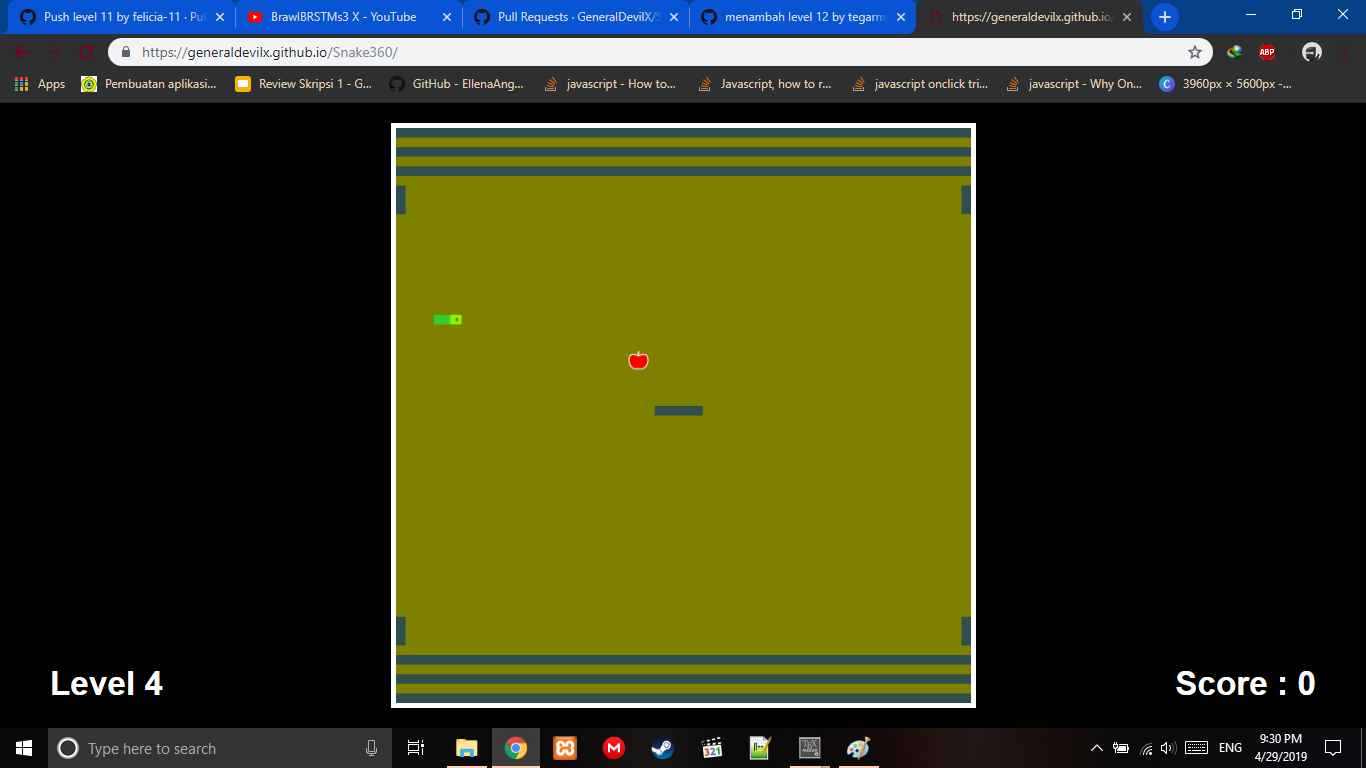 Push level 11 by felicia-11 · Pul
BrawlBRSTMs3 X - YouTube
Pull Requests · GeneralDevilX/S
menambah level 12 by tegarm
https://generaldevilx.github.io/
https://generaldevilx.github.io/Snake360/
ABP
Apps
Pembuatan aplikasi...
Review Skripsi 1 - G...
GitHub - EllenaAng...
javascript - How to...
Javascript, how to r...
javascript onclick tri...
javascript - Why On...
3960px × 5600px -...
Level 4
Score : 0
Type here to search
321
ENG
9:30 PM
4/29/2019